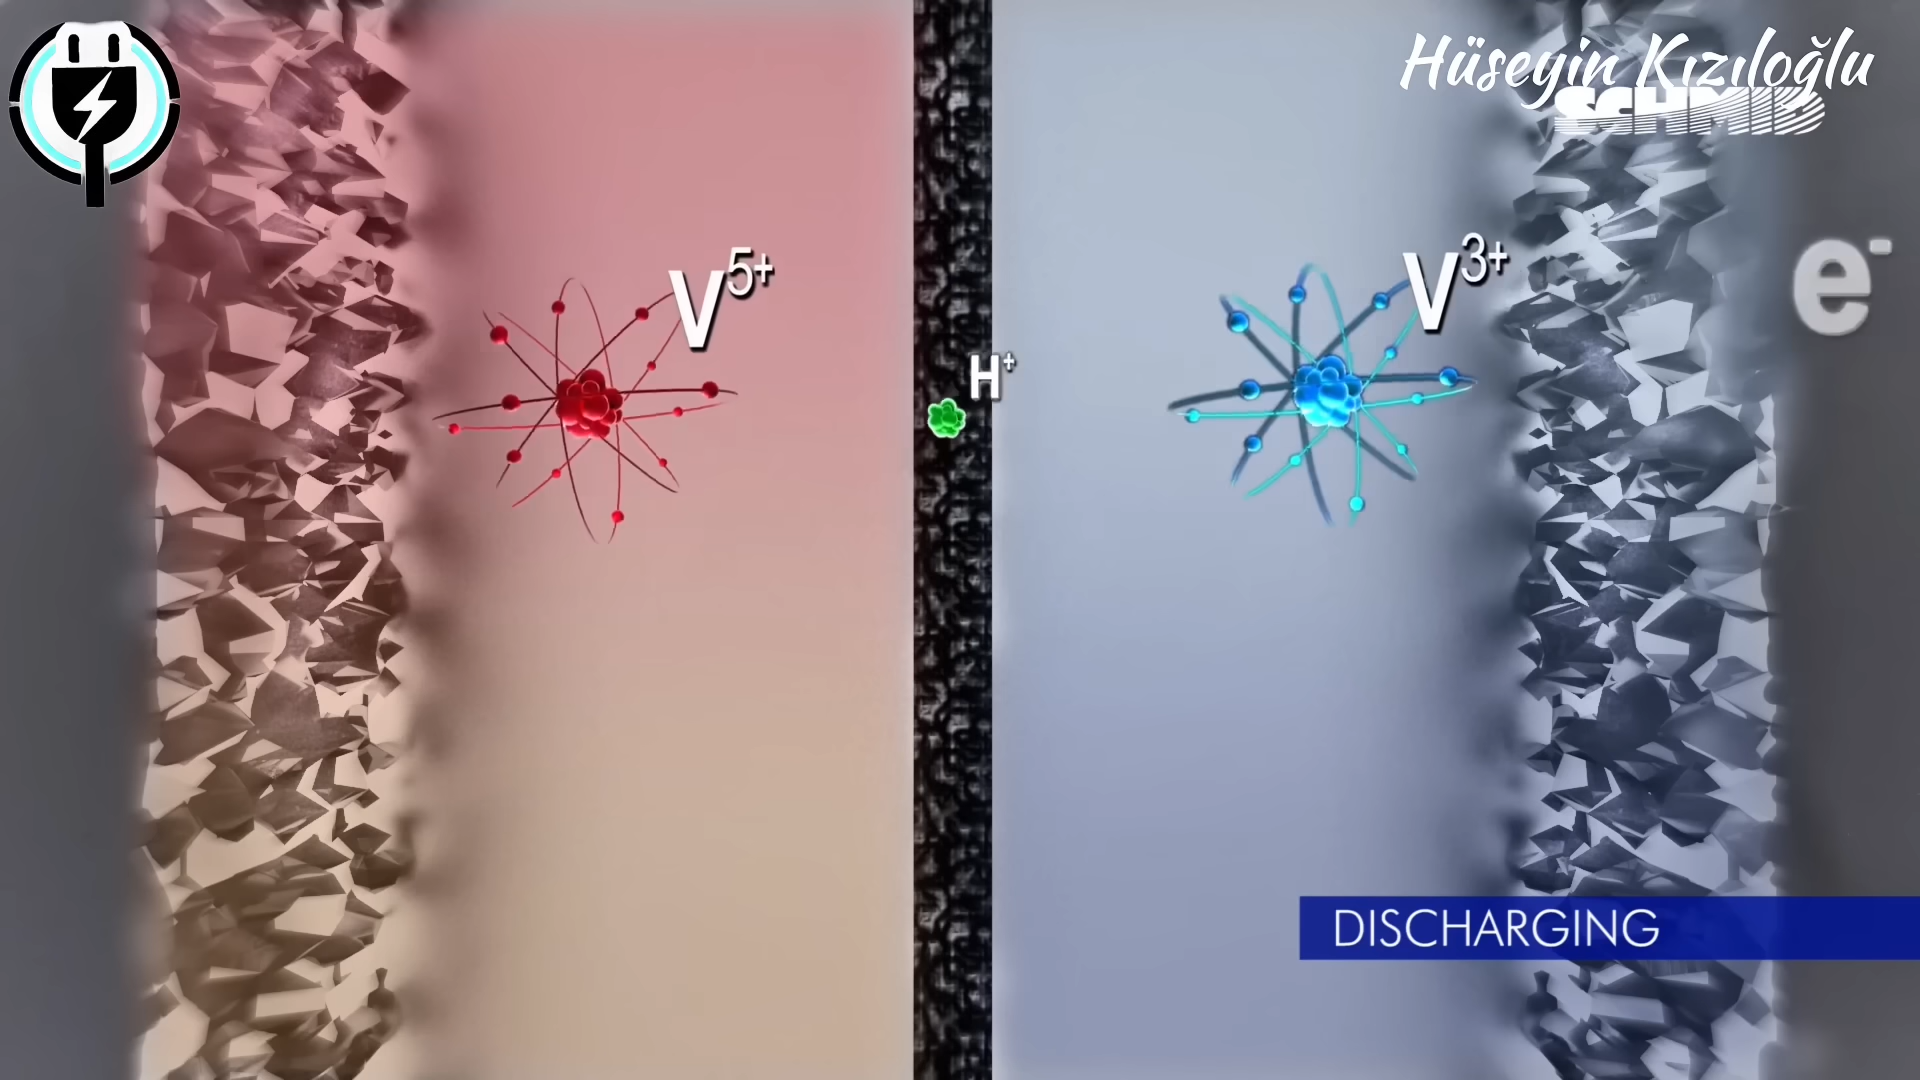 Hüseyin Kızıloğlu
SCHMID
V5+
V3+
e-
H+
DISCHARGING